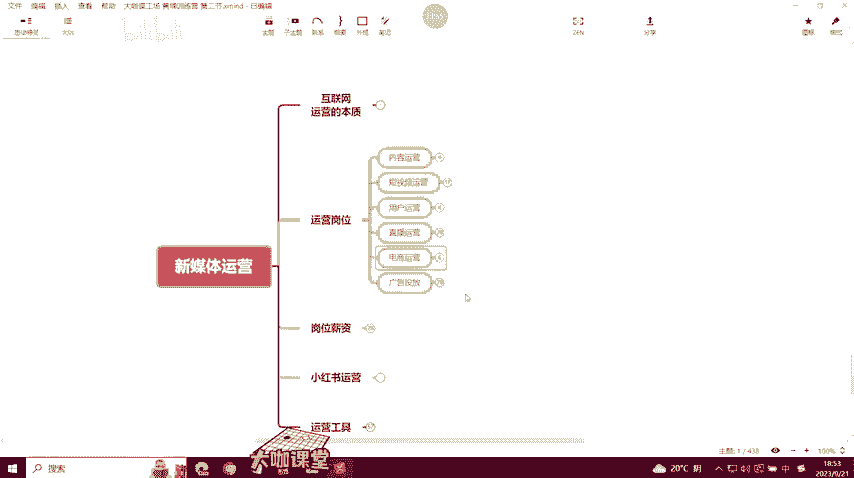 文件 编辑 插入 查看 帮助 大咖课工场 黄埔训练营 第二节.xmind - 已编辑
思维导图 大纲 主题 子主题 联系 概要 外框 笔记 ZEN 分享 图标 格式
互联网
运营的本质
内容运营
短视频运营
运营岗位
用户运营
直播运营
新媒体运营
电商运营
广告投放
岗位薪资
小红书运营
运营工具
大咖课堂
主题: 1 / 438 100%
搜索
20°C 阴
中
18:53
2023/9/21